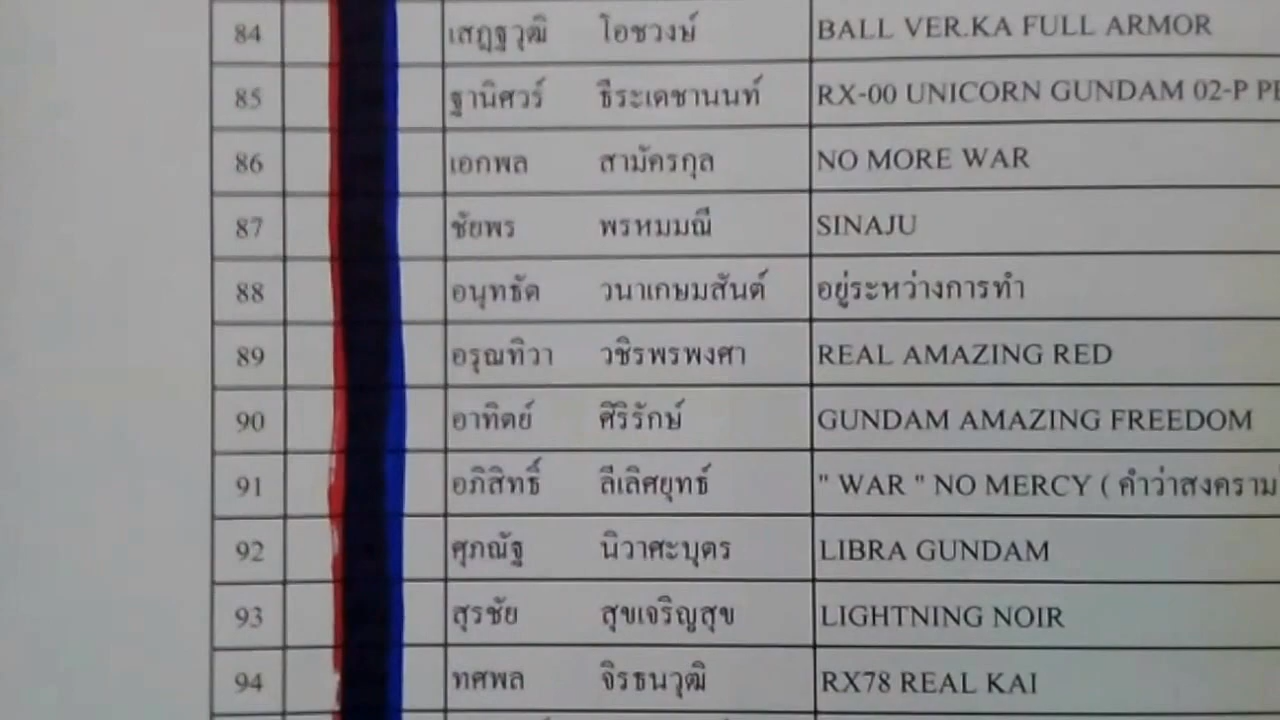 84 เสฎฐวุฒิ โอชวงษ์ BALL VER.KA FULL ARMOR
85 ฐานิศวร์ ธีระเดชานนท์ RX-00 UNICORN GUNDAM 02-P PE
86 เอกพล สามัครกุล NO MORE WAR
87 ชัยพร พรหมมณี SINAJU
88 อนุทธัด วนาเกษมสันต์ อยู่ระหว่างการทำ
89 อรุณทิวา วชิรพรพงศา REAL AMAZING RED
90 อาทิตย์ ศิริรักษ์ GUNDAM AMAZING FREEDOM
91 อภิสิทธิ์ ลีเลิศยุทธ์ " WAR " NO MERCY ( คำว่าสงคราม
92 ศุภณัฐ นิวาศะบุตร LIBRA GUNDAM
93 สุรชัย สุขเจริญสุข LIGHTNING NOIR
94 ทศพล จิรธนวุฒิ RX78 REAL KAI